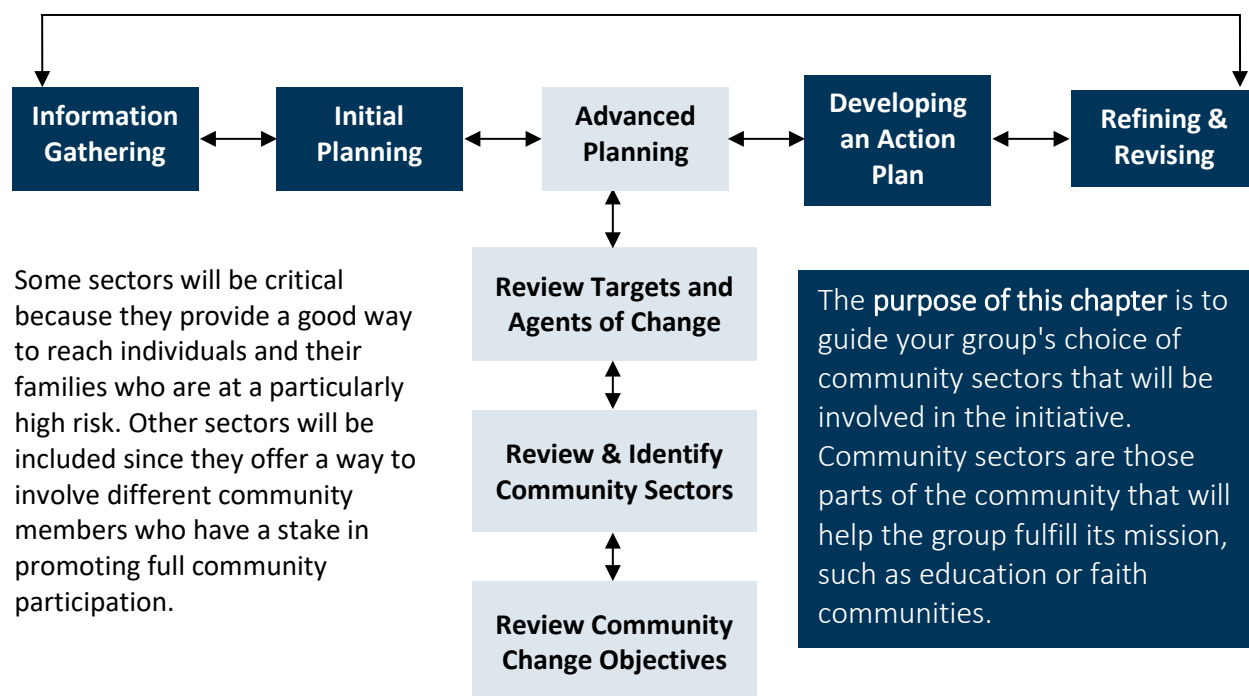 Information
Gathering
Initial
Planning
Advanced
Planning
Developing
an Action
Plan
Refining &
Revising
Review Targets and
Agents of Change
Review & Identify
Community Sectors
Review Community
Change Objectives
Some sectors will be critical
because they provide a good way
to reach individuals and their
families who are at a particularly
high risk. Other sectors will be
included since they offer a way to
involve different community
members who have a stake in
promoting full community
participation.
The purpose of this chapter is to
guide your group's choice of
community sectors that will be
involved in the initiative.
Community sectors are those
parts of the community that will
help the group fulfill its mission,
such as education or faith
communities.